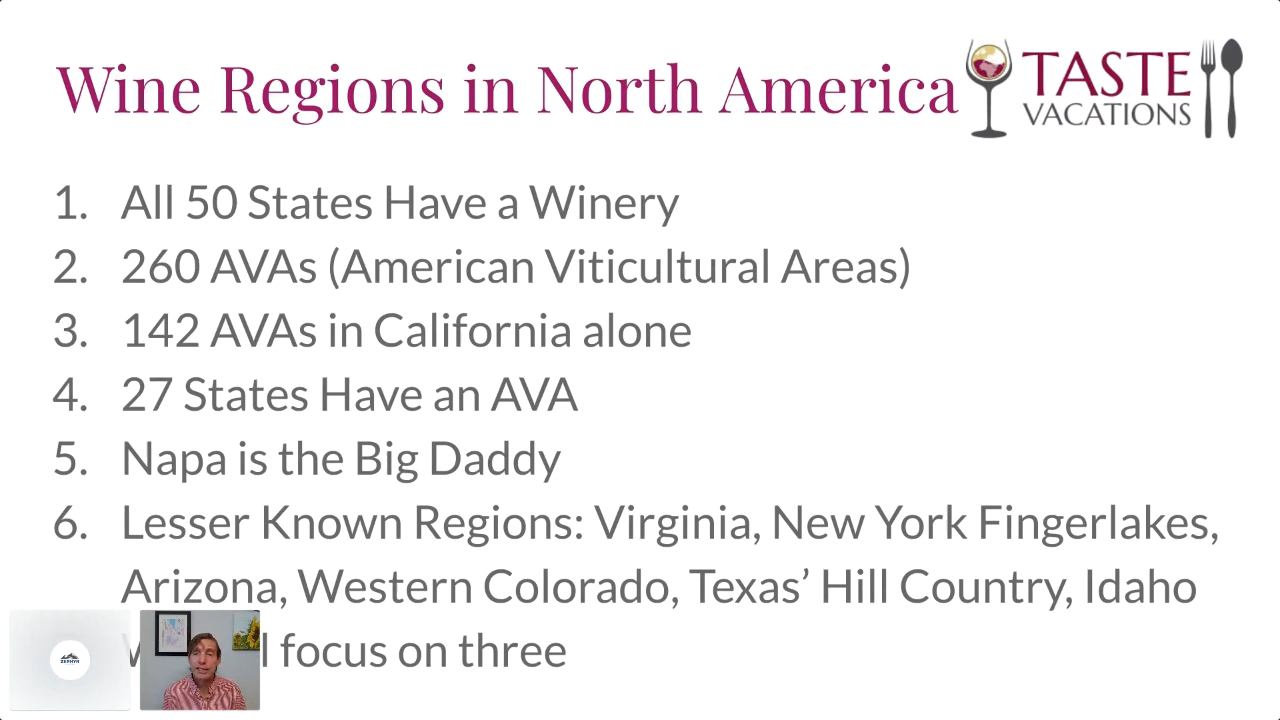 Wine Regions in North America
TASTE
VACATIONS
1. All 50 States Have a Winery
2. 260 AVAs (American Viticultural Areas)
3. 142 AVAs in California alone
4. 27 States Have an AVA
5. Napa is the Big Daddy
6. Lesser Known Regions: Virginia, New York Fingerlakes,
Arizona, Western Colorado, Texas’ Hill Country, Idaho
focus on three
ZEPHYR